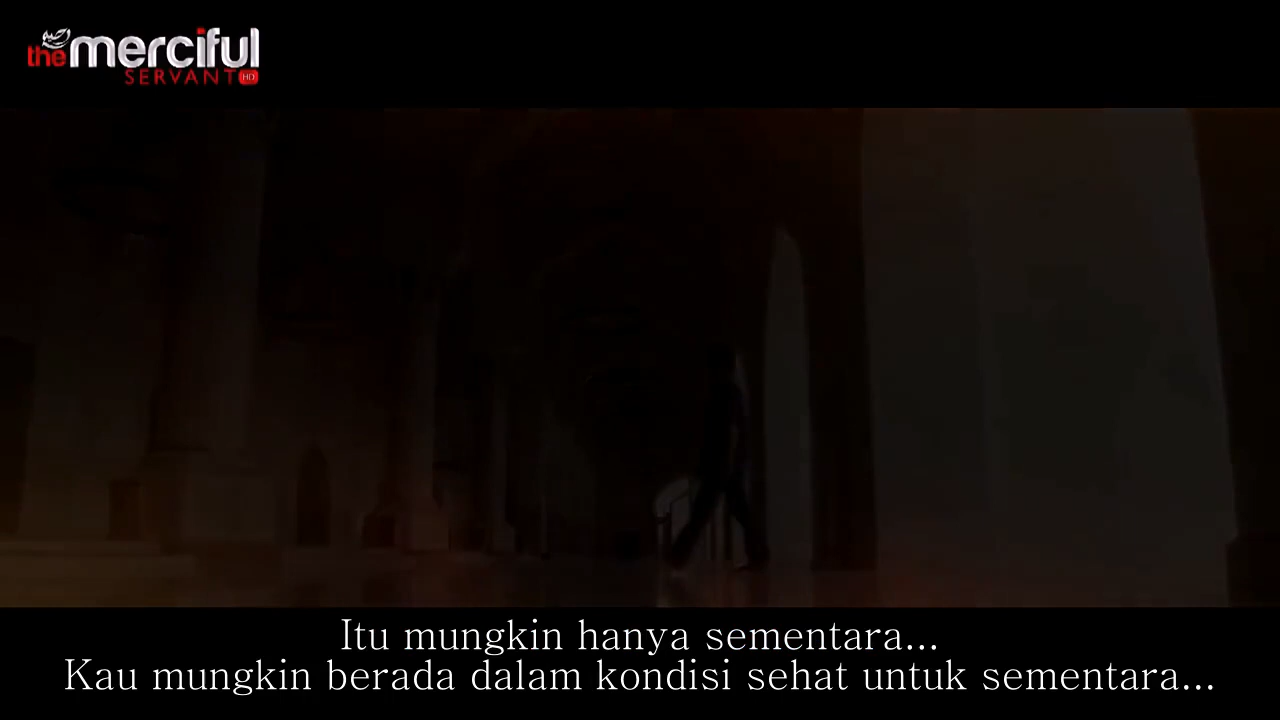 the merciful
SERVANT HD
Itu mungkin hanya sementara...
Kau mungkin berada dalam kondisi sehat untuk sementara...